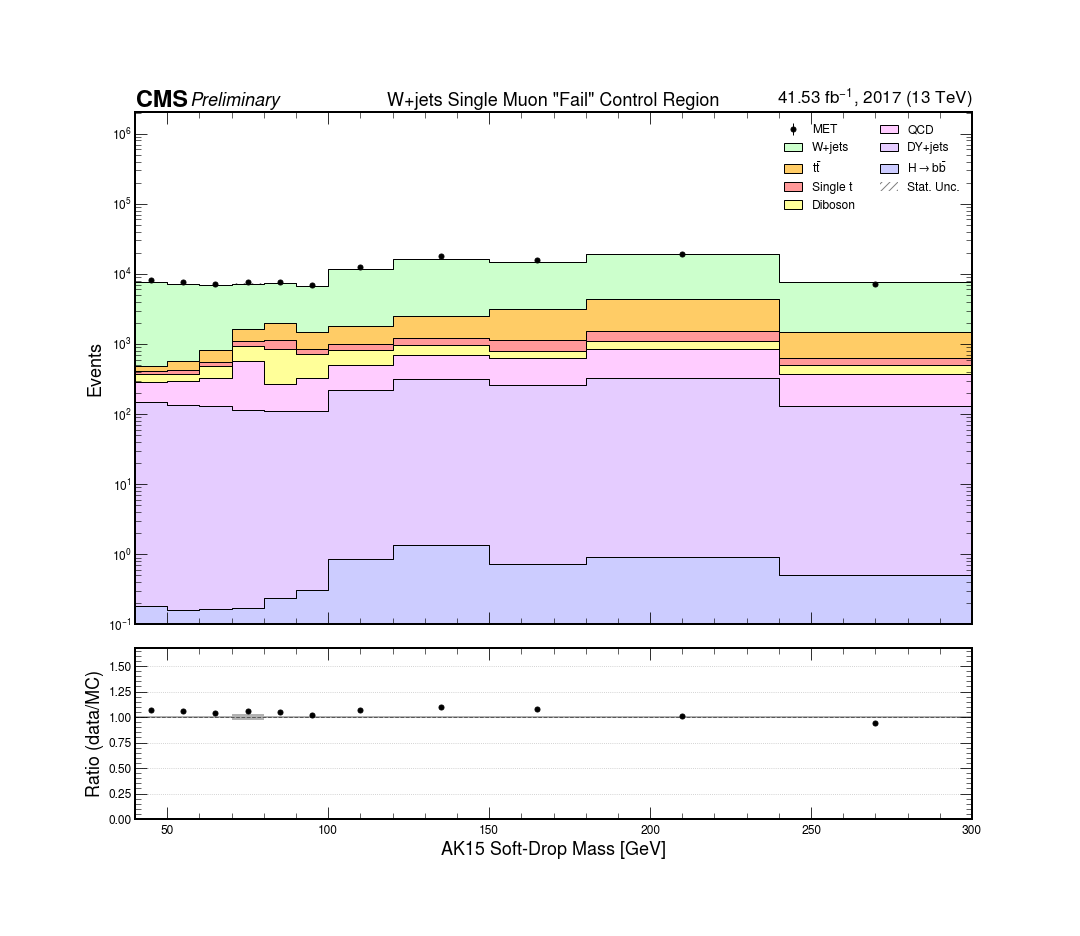 CMS Preliminary W+jets Single Muon "Fail" Control Region 41.53 fb⁻¹, 2017 (13 TeV)
MET QCD
W+jets DY+jets
tt̄ H→bb̄
Single t Stat. Unc.
Diboson
Events
10⁶
10⁵
10⁴
10³
10²
10¹
10⁰
10⁻¹
Ratio (data/MC)
1.50
1.25
1.00
0.75
0.50
0.25
0.00
50 100 150 200 250 300
AK15 Soft-Drop Mass [GeV]